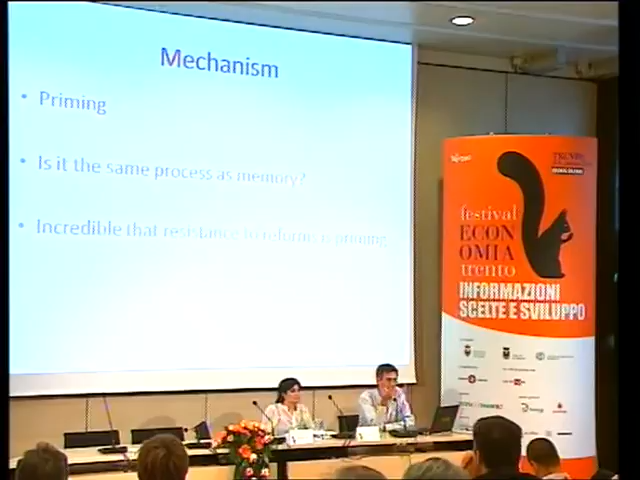 Mechanism
• Priming
• Is it the same process as memory?
• Incredible that resistance to reforms is priming
festival
ECON
OMIA
trento
INFORMAZIONI
SCELTE E SVILUPPO